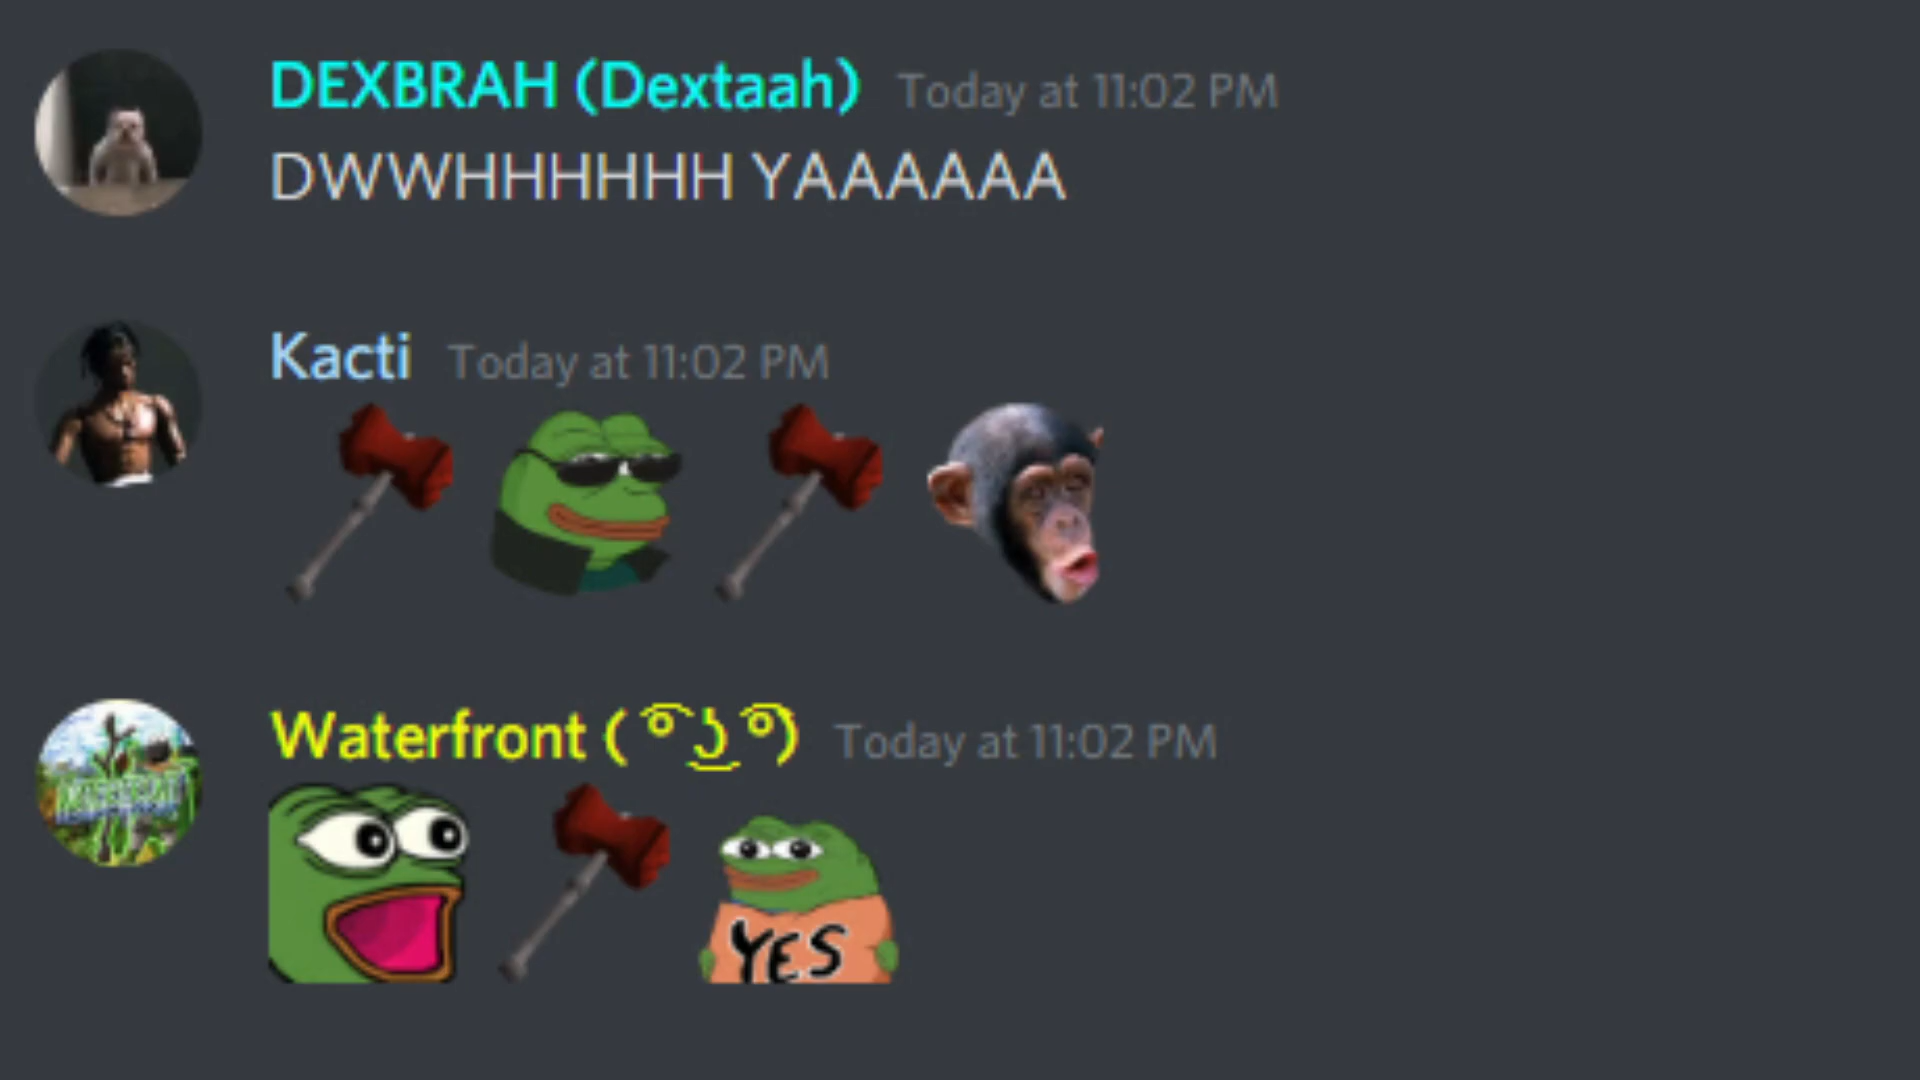 DEXBRAH (Dextaah) Today at 11:02 PM
DWWHHHHHH YAAAAAA
Kacti Today at 11:02 PM
Waterfront ( ͡° ͜ʖ ͡°) Today at 11:02 PM
YES